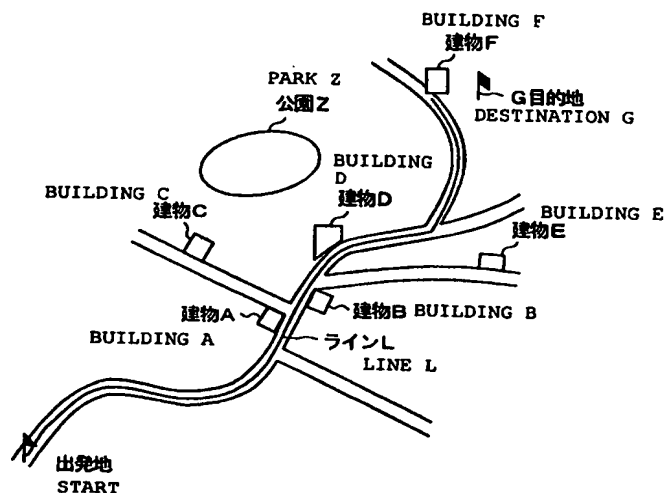 BUILDING F
建物F
PARK Z
公園Z
G目的地
DESTINATION G
BUILDING
D
建物D
BUILDING C
建物C
BUILDING E
建物E
建物A
BUILDING A
建物B BUILDING B
ラインL
LINE L
出発地
START